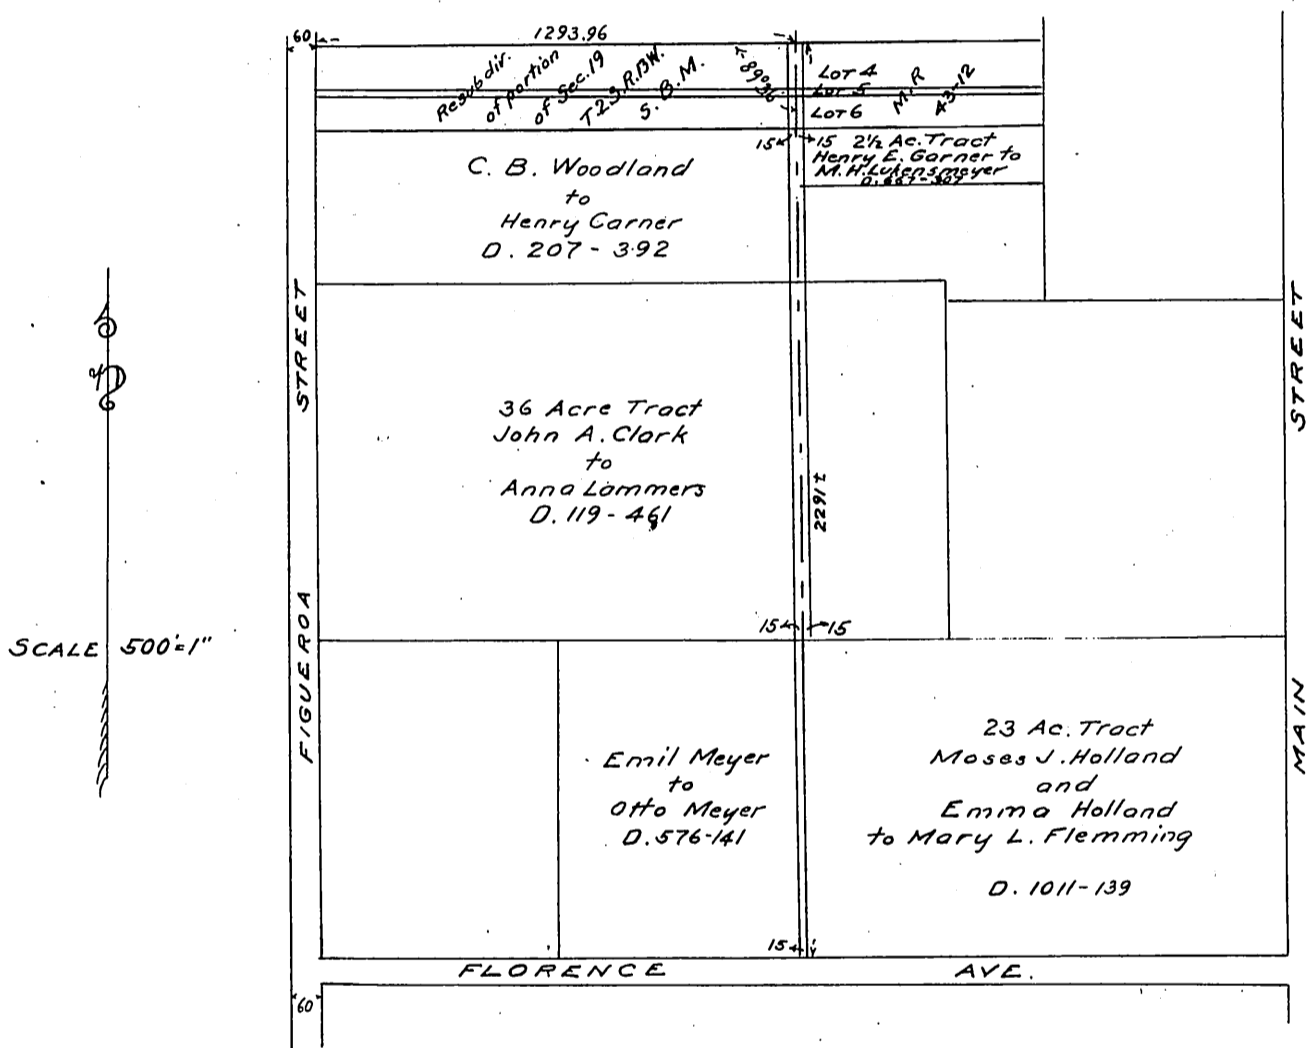 60
1293.96
Resubdiv.
of portion
of Sec. 19
T.2.S.R.13W.
S. B. M.
89°36'
LOT 4
LOT 5
LOT 6
M. R
43-12
15 15
2½ Ac. Tract
Henry E. Garner to
M. H. Lukensmeyer
C. B. Woodland
to
Henry Garner
D. 207 - 392
STREET
FIGUEROA
STREET
MAIN
36 Acre Tract
John A. Clark
to
Anna Lammers
D. 119 - 461
2291±
SCALE 500'=1"
15 15
Emil Meyer
to
Otto Meyer
D. 576-141
23 Ac. Tract
Moses J. Holland
and
Emma Holland
to Mary L. Flemming
D. 1011-139
15
FLORENCE AVE.
60